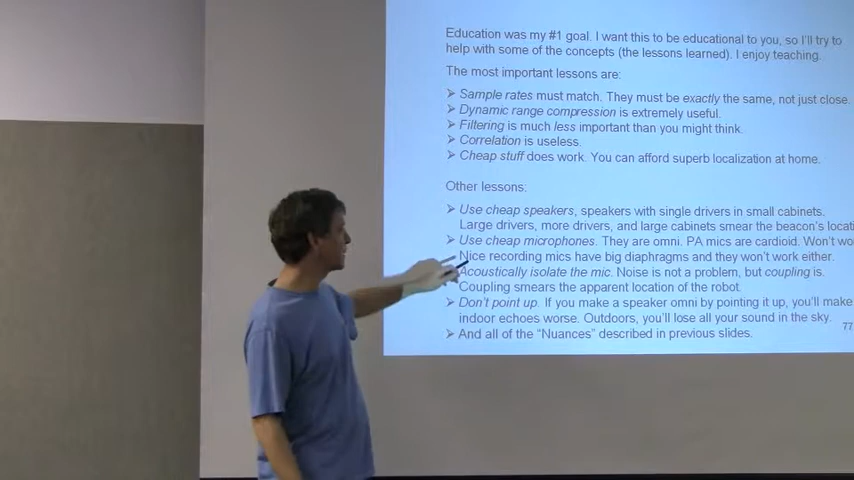 Education was my #1 goal. I want this to be educational to you, so I'll try to
help with some of the concepts (the lessons learned). I enjoy teaching.
The most important lessons are:
➢ Sample rates must match. They must be exactly the same, not just close.
➢ Dynamic range compression is extremely useful.
➢ Filtering is much less important than you might think.
➢ Correlation is useless.
➢ Cheap stuff does work. You can afford superb localization at home.
Other lessons:
➢ Use cheap speakers, speakers with single drivers in small cabinets.
Large drivers, more drivers, and large cabinets smear the beacon's locati
➢ Use cheap microphones. They are omni. PA mics are cardioid. Won't wo
Nice recording mics have big diaphragms and they won't work either.
Acoustically isolate the mic. Noise is not a problem, but coupling is.
Coupling smears the apparent location of the robot.
➢ Don't point up. If you make a speaker omni by pointing it up, you'll make
indoor echoes worse. Outdoors, you'll lose all your sound in the sky.
➢ And all of the “Nuances” described in previous slides.
77